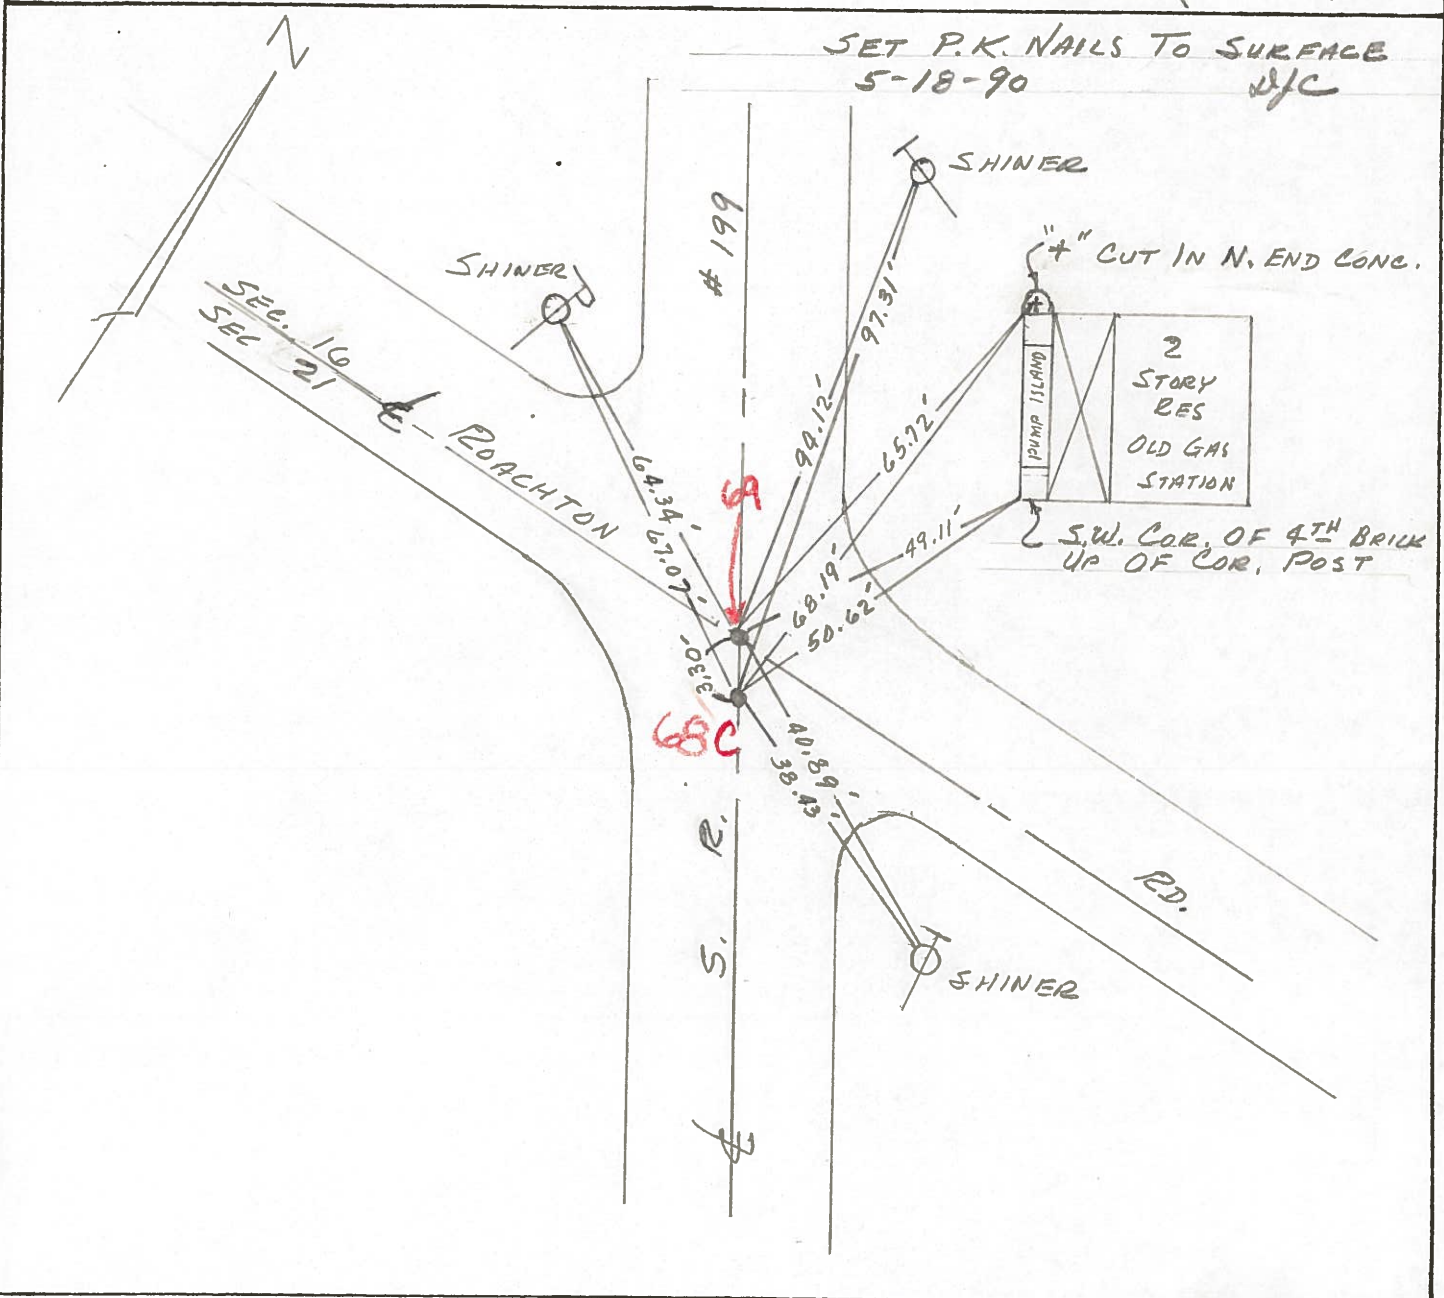 N
SET P.K. NAILS TO SURFACE
5-18-90
DJC
SHINER
SHINER
# 199
"+" CUT IN N. END CONC.
+
97.31'
SEC. 16
SEC 21
℄
ROACHTON
2
STORY
RES
OLD GAS
STATION
PUMP ISLAND
94.12'
65.72'
64.34'
67.07'
69
49.11'
S.W. COR. OF 4TH BRICK
UP OF COR. POST
68.19'
50.62'
3.30'
68C
40.89'
38.43'
S. R.
RD.
SHINER
℄